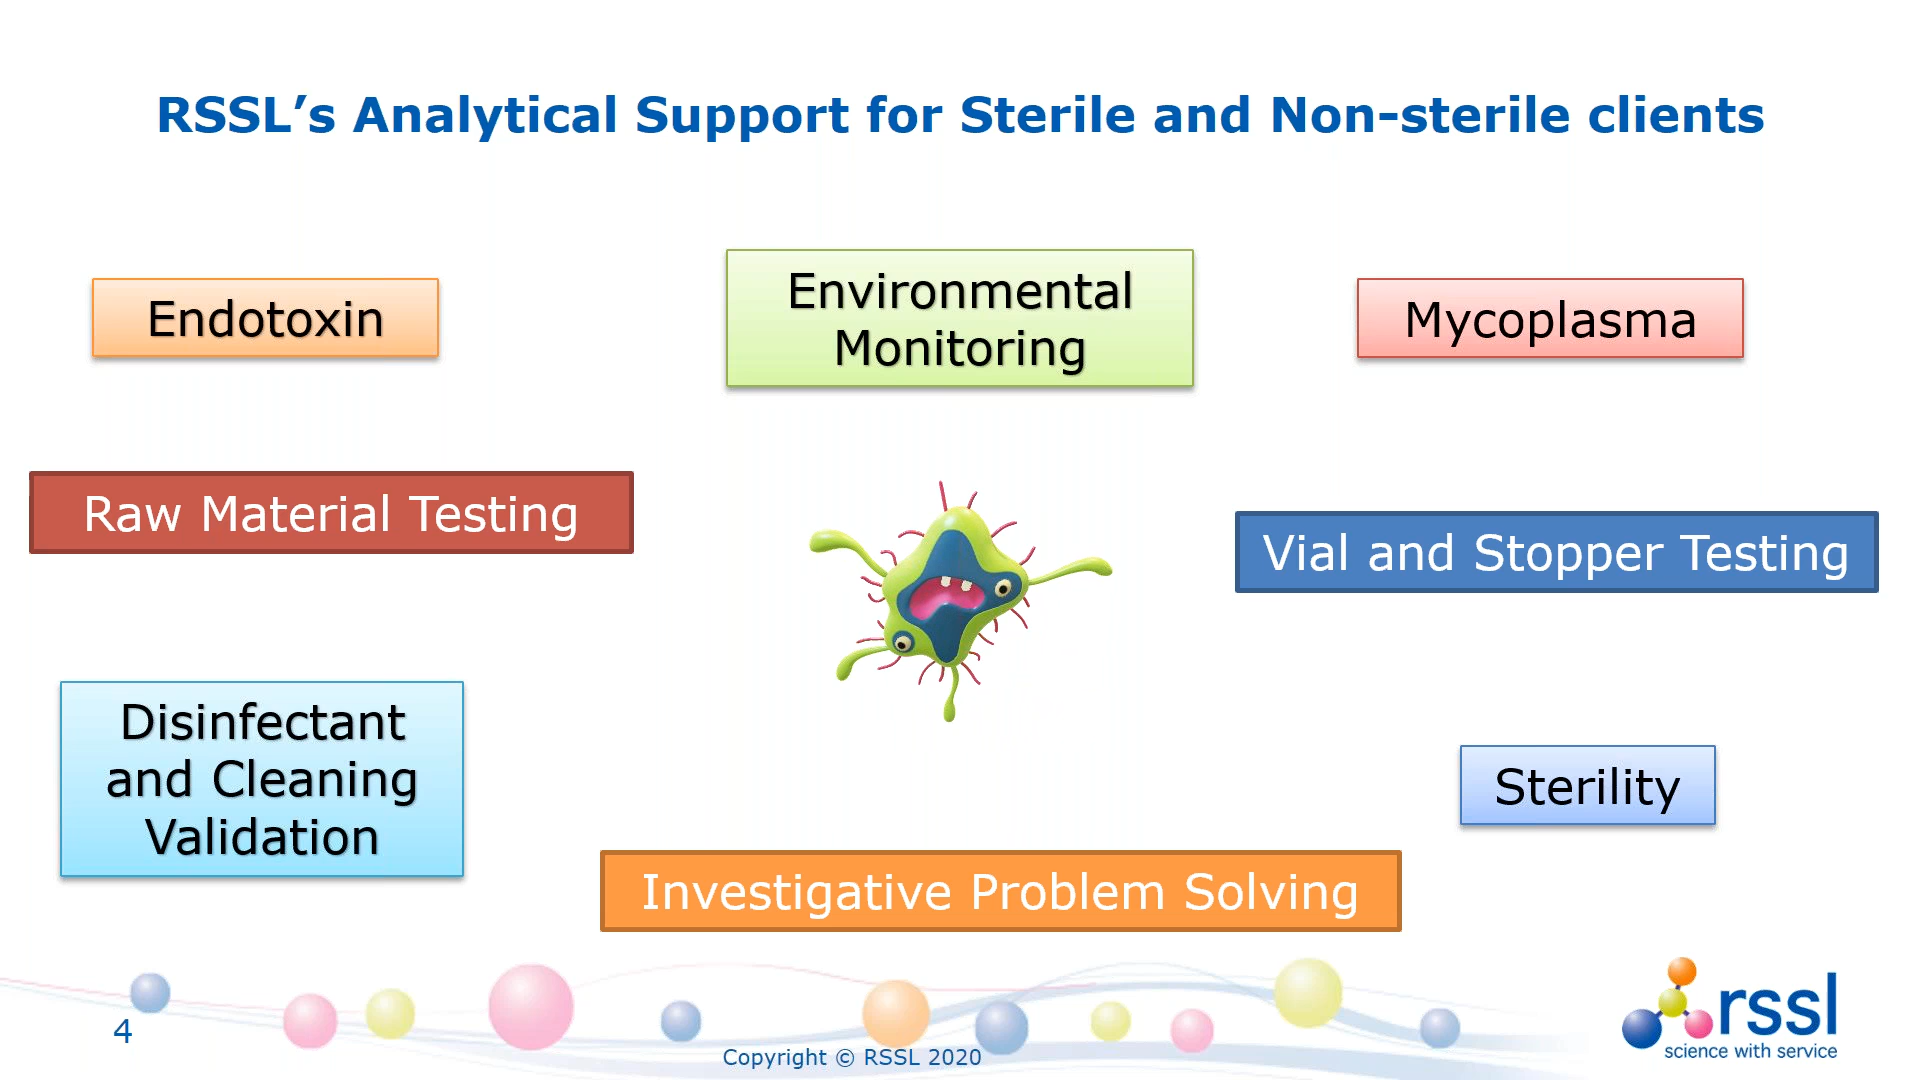 RSSL’s Analytical Support for Sterile and Non-sterile clients
Endotoxin
Environmental
Monitoring
Mycoplasma
Raw Material Testing
Vial and Stopper Testing
Disinfectant
and Cleaning
Validation
Sterility
Investigative Problem Solving
4
Copyright © RSSL 2020
rssl
science with service